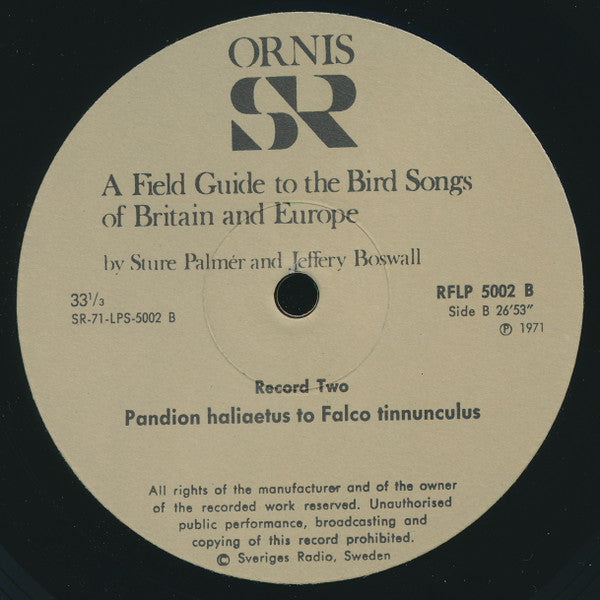 ORNIS
SR
A Field Guide to the Bird Songs
of Britain and Europe
by Sture Palmér and Jeffery Boswall
33¹/₃
SR-71-LPS-5002 B
RFLP 5002 B
Side B 26′53″
Ⓟ 1971
Record Two
Pandion haliaetus to Falco tinnunculus
All rights of the manufacturer and of the owner
of the recorded work reserved. Unauthorised
public performance, broadcasting and
copying of this record prohibited.
© Sveriges Radio, Sweden